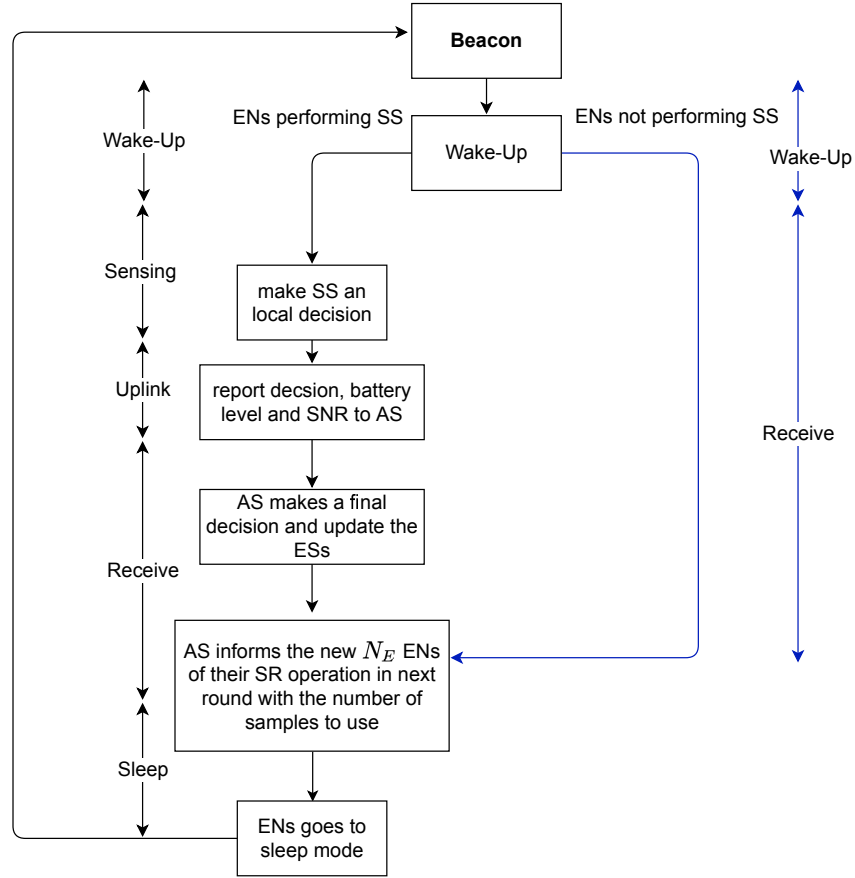 Beacon
ENs performing SS
ENs not performing SS
Wake-Up
Wake-Up
Wake-Up
Sensing
make SS an
local decision
Uplink
report decsion, battery
level and SNR to AS
Receive
AS makes a final
decision and update the
ESs
Receive
AS informs the new N_E ENs
of their SR operation in next
round with the number of
samples to use
Sleep
ENs goes to
sleep mode